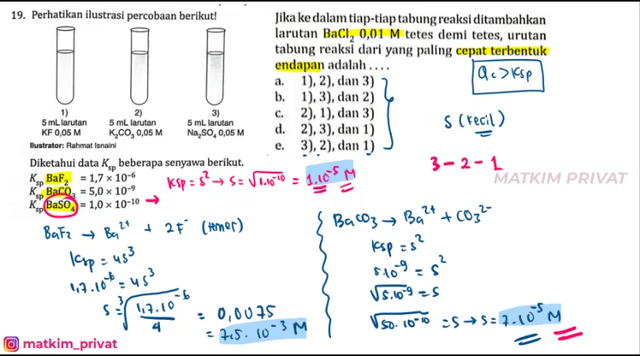 19. Perhatikan ilustrasi percobaan berikut!
1) 2) 3)
5 mL larutan 5 mL larutan 5 mL larutan
KF 0,05 M K₂CO₃ 0,05 M Na₂SO₄ 0,05 M
Ilustrator: Rahmat Isnaini
Diketahui data Ksp beberapa senyawa berikut.
Ksp BaF₂ = 1,7 × 10⁻⁶
Ksp BaCO₃ = 5,0 × 10⁻⁹
Ksp BaSO₄ = 1,0 × 10⁻¹⁰
→ Ksp = s² → s = √1.10⁻¹⁰ = 1.10⁻⁵ M
BaF₂ → Ba²⁺ + 2F⁻ (terner)
Ksp = 4s³
1,7.10⁻⁶ = 4s³
s = ³√1,7.10⁻⁶/4 = 0,0075
= 7,5.10⁻³ M
Jika ke dalam tiap-tiap tabung reaksi ditambahkan
larutan BaCl₂ 0,01 M tetes demi tetes, urutan
tabung reaksi dari yang paling cepat terbentuk
endapan adalah . . . .
a. 1), 2), dan 3)
b. 1), 3), dan 2)
c. 2), 1), dan 3)
d. 2), 3), dan 1)
e. 3), 2), dan 1)
Qc > Ksp
s (kecil)
3 - 2 - 1
MATKIM PRIVAT
BaCO₃ → Ba²⁺ + CO₃²⁻
Ksp = s²
5.10⁻⁹ = s²
√5.10⁻⁹ = s
√50.10⁻¹⁰ = s → s = 7.10⁻⁵ M
matkim_privat